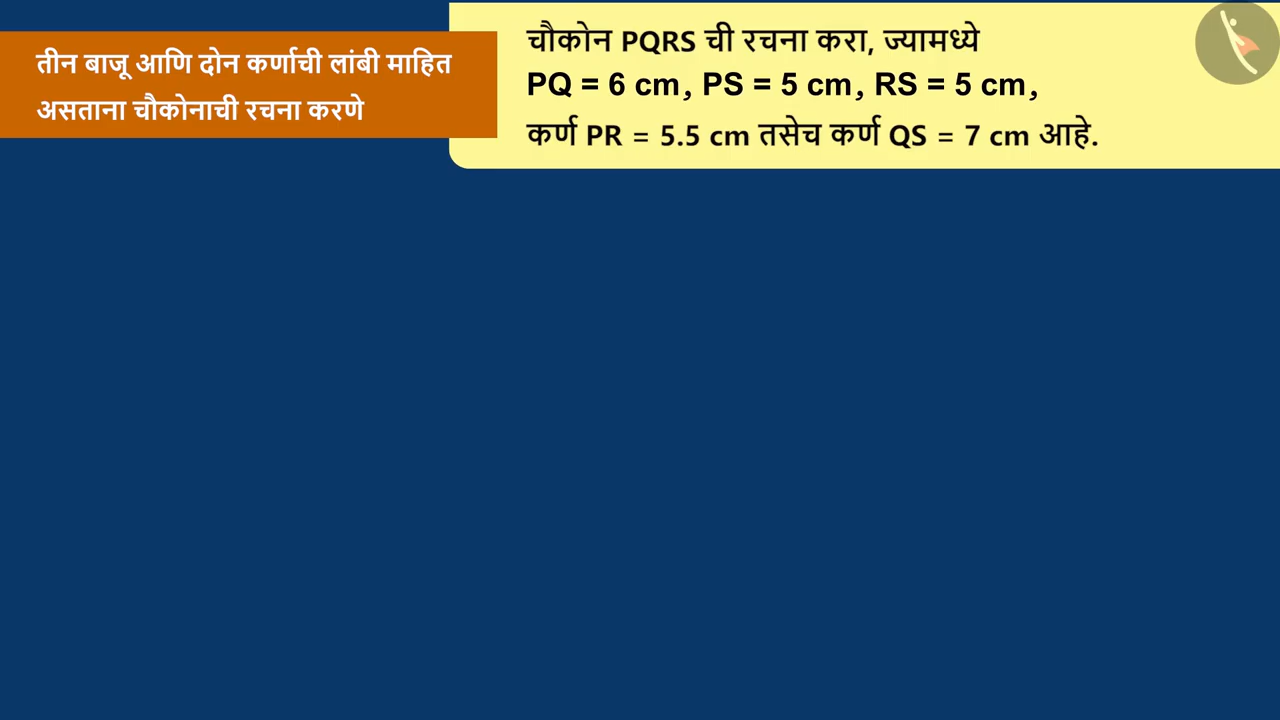 तीन बाजू आणि दोन कर्णाची लांबी माहित
असताना चौकोनाची रचना करणे
चौकोन PQRS ची रचना करा, ज्यामध्ये
PQ = 6 cm, PS = 5 cm, RS = 5 cm,
कर्ण PR = 5.5 cm तसेच कर्ण QS = 7 cm आहे.